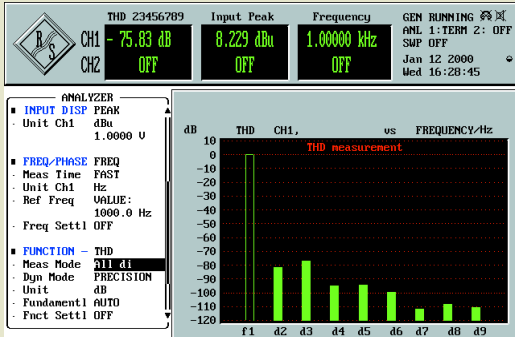 THD 23456789 Input Peak Frequency GEN RUNNING
R/S CH1 - 75.83 dB 8.229 dBu 1.00000 kHz ANL 1:TERM 2: OFF
SWP OFF
CH2 OFF OFF OFF Jan 12 2000
Wed 16:28:45
ANALYZER
INPUT DISP PEAK
Unit Ch1 dBu
1.0000 V
FREQ/PHASE FREQ
Meas Time FAST
Unit Ch1 Hz
Ref Freq VALUE:
1000.0 Hz
Freq Settl OFF
FUNCTION - THD
Meas Mode All di
Dyn Mode PRECISION
Unit dB
Fundamentl AUTO
Fnct Settl OFF
dB THD CH1, vs FREQUENCY/Hz
THD measurement
10
0
-10
-20
-30
-40
-50
-60
-70
-80
-90
-100
-110
-120
f1 d2 d3 d4 d5 d6 d7 d8 d9